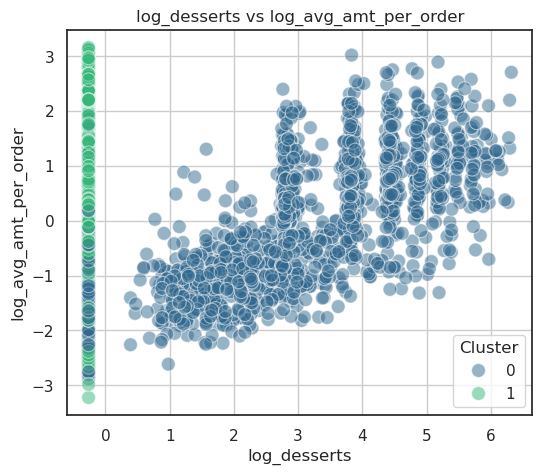 log_desserts vs log_avg_amt_per_order
log_avg_amt_per_order
3
2
1
0
−1
−2
−3
0 1 2 3 4 5 6
log_desserts
Cluster
0
1